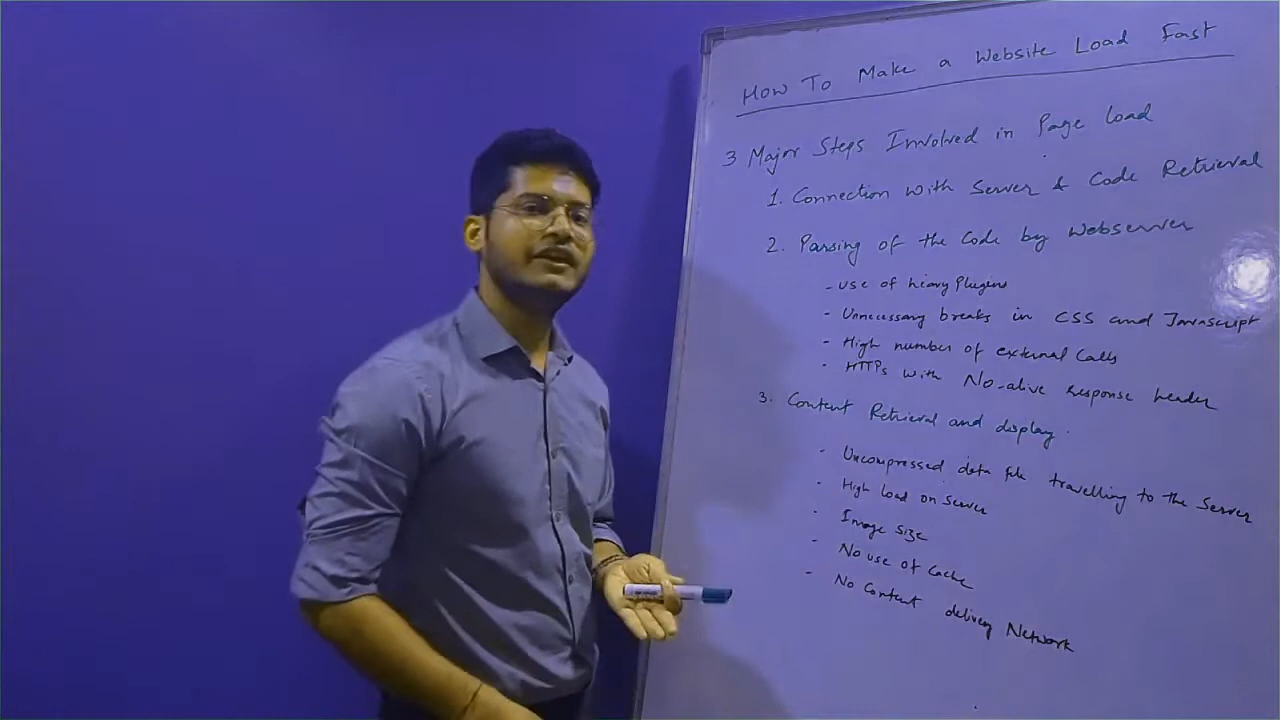 How To Make a Website Load Fast
3 Major Steps Involved in Page load
1. Connection with Server & Code Retrieval
2. Parsing of the Code by Webserver
- Use of heavy Plugins
- Unnecessary breaks in CSS and Javascript
- High number of external Calls
- HTTPs with No-alive response header
3. Content Retrieval and display.
- Uncompressed data file travelling to the Server
- High load on Server
- Image size
- No use of Cache
- No Content delivery Network